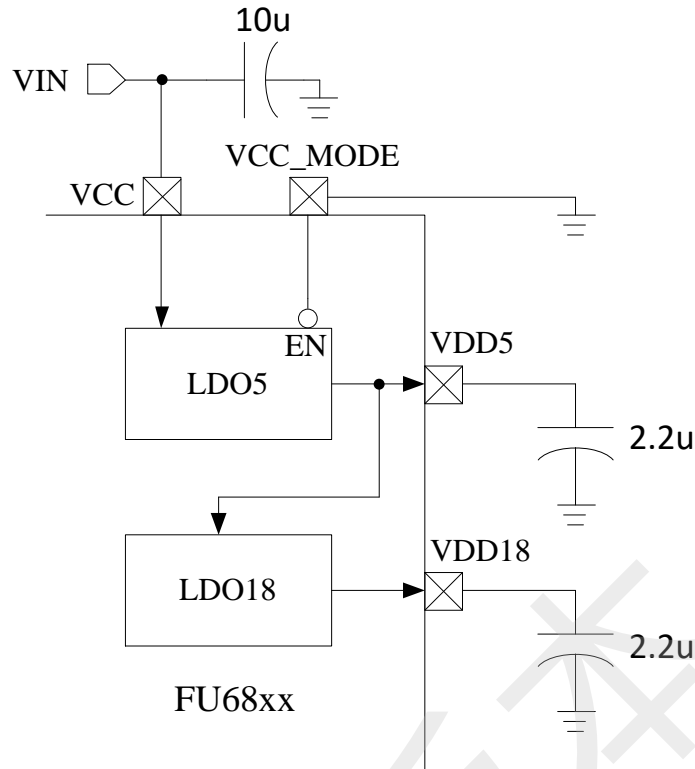 10u
VIN
VCC_MODE
VCC
EN
VDD5
LDO5
2.2u
VDD18
LDO18
2.2u
FU68xx